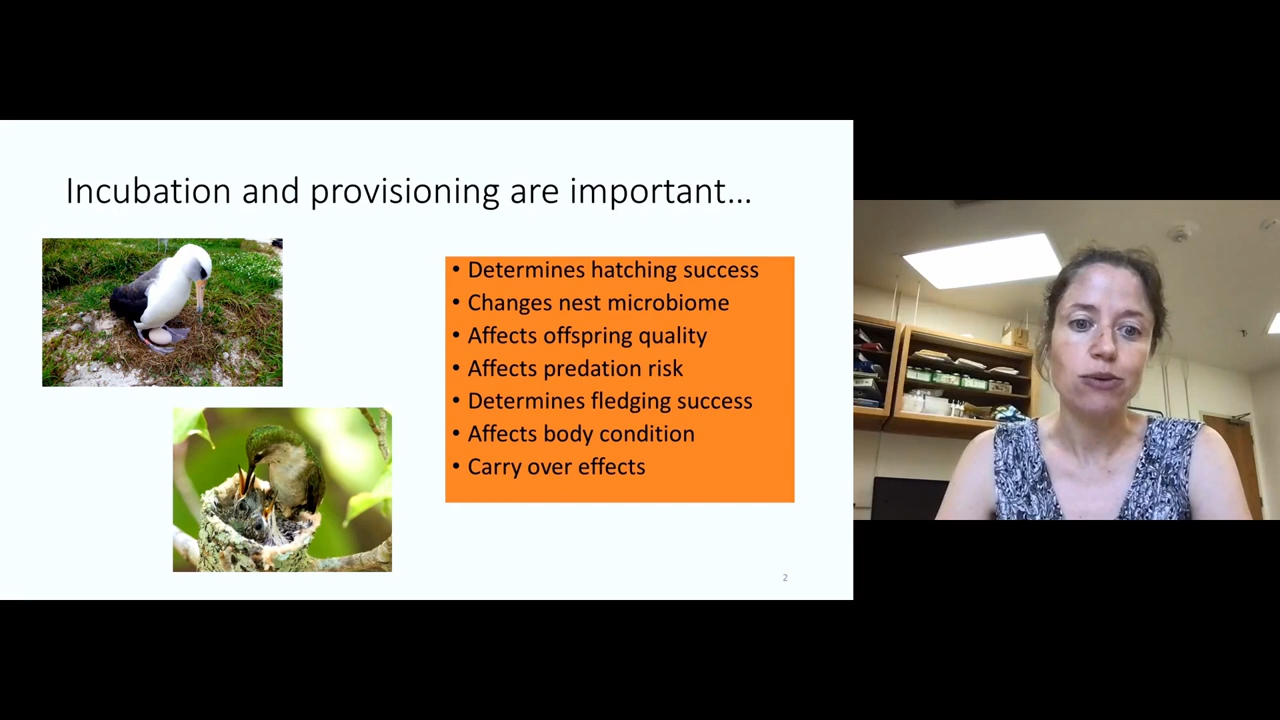 Incubation and provisioning are important…
• Determines hatching success
• Changes nest microbiome
• Affects offspring quality
• Affects predation risk
• Determines fledging success
• Affects body condition
• Carry over effects
2